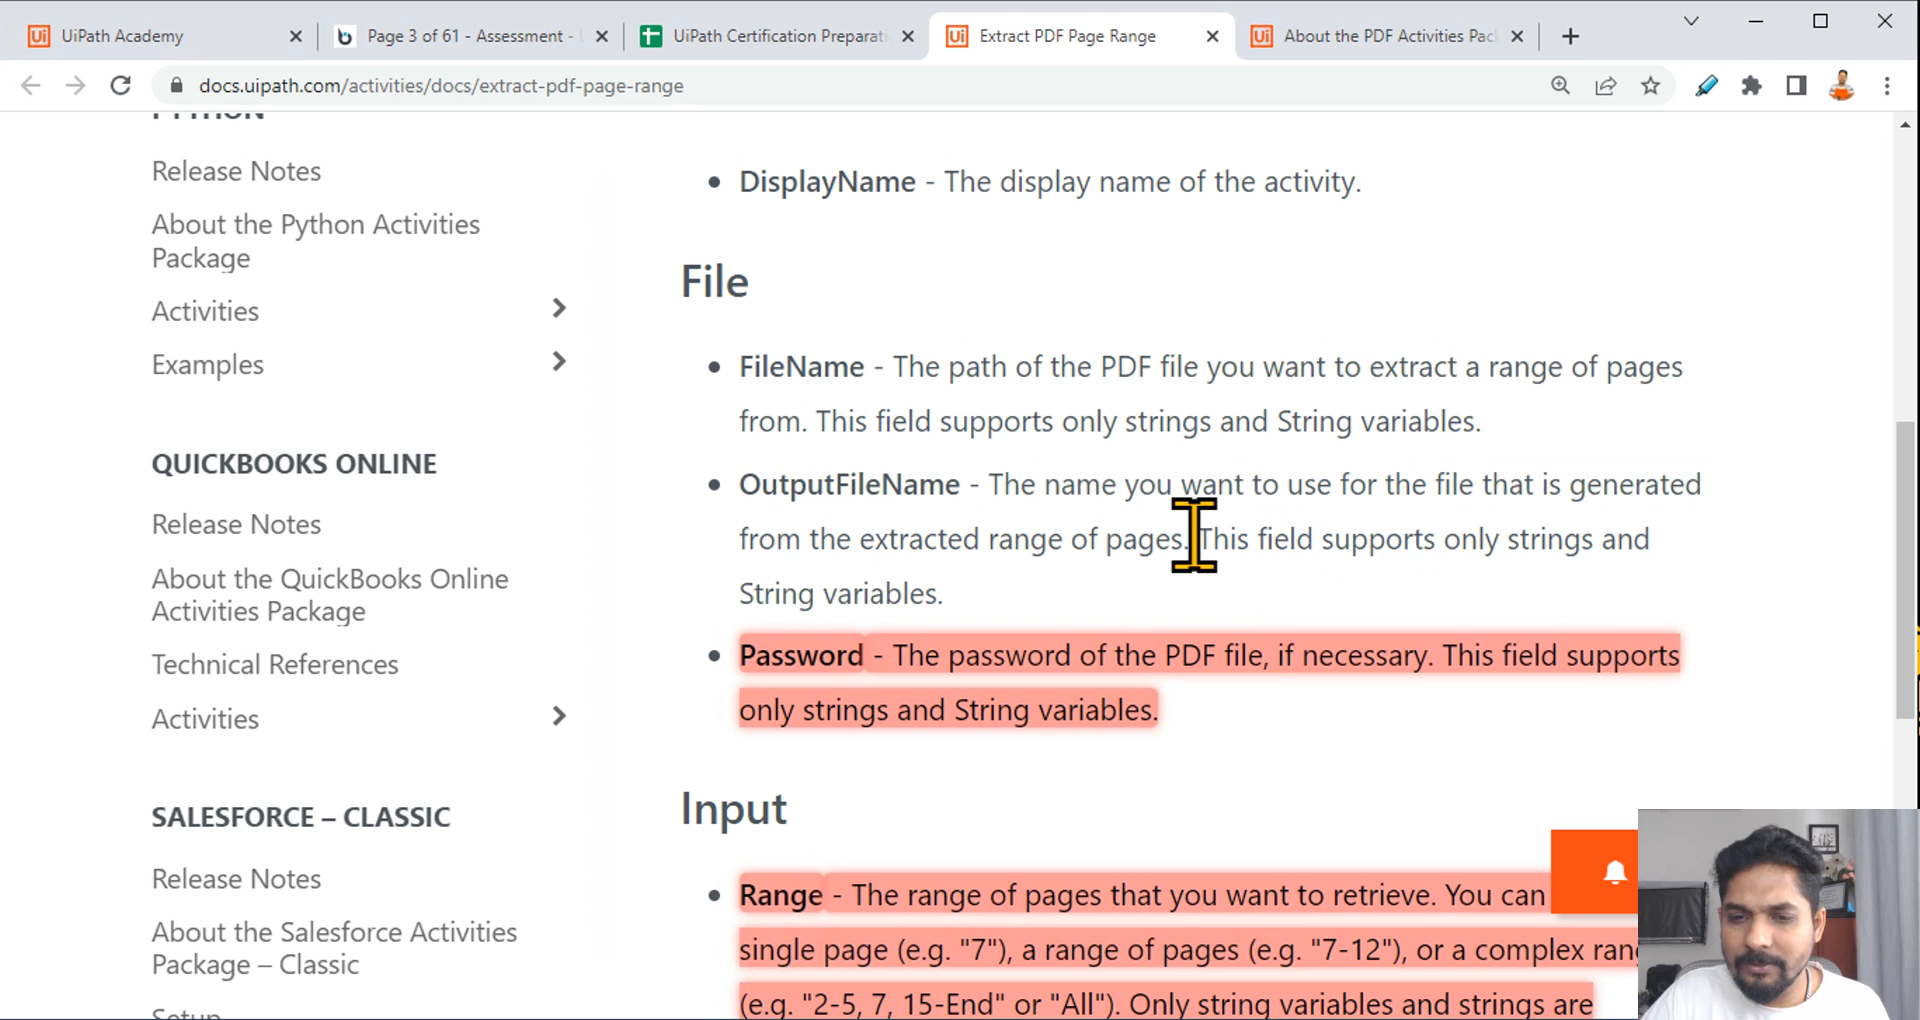 UiPath Academy
Page 3 of 61 - Assessment -
UiPath Certification Preparati
Extract PDF Page Range
About the PDF Activities Pac
docs.uipath.com/activities/docs/extract-pdf-page-range
PYTHON
Release Notes
About the Python Activities
Package
Activities
Examples
QUICKBOOKS ONLINE
Release Notes
About the QuickBooks Online
Activities Package
Technical References
Activities
SALESFORCE – CLASSIC
Release Notes
About the Salesforce Activities
Package – Classic
Setup
DisplayName - The display name of the activity.
File
FileName - The path of the PDF file you want to extract a range of pages
from. This field supports only strings and String variables.
OutputFileName - The name you want to use for the file that is generated
from the extracted range of pages. This field supports only strings and
String variables.
Password - The password of the PDF file, if necessary. This field supports
only strings and String variables.
Input
Range - The range of pages that you want to retrieve. You can
single page (e.g. "7"), a range of pages (e.g. "7-12"), or a complex ran
(e.g. "2-5, 7, 15-End" or "All"). Only string variables and strings are